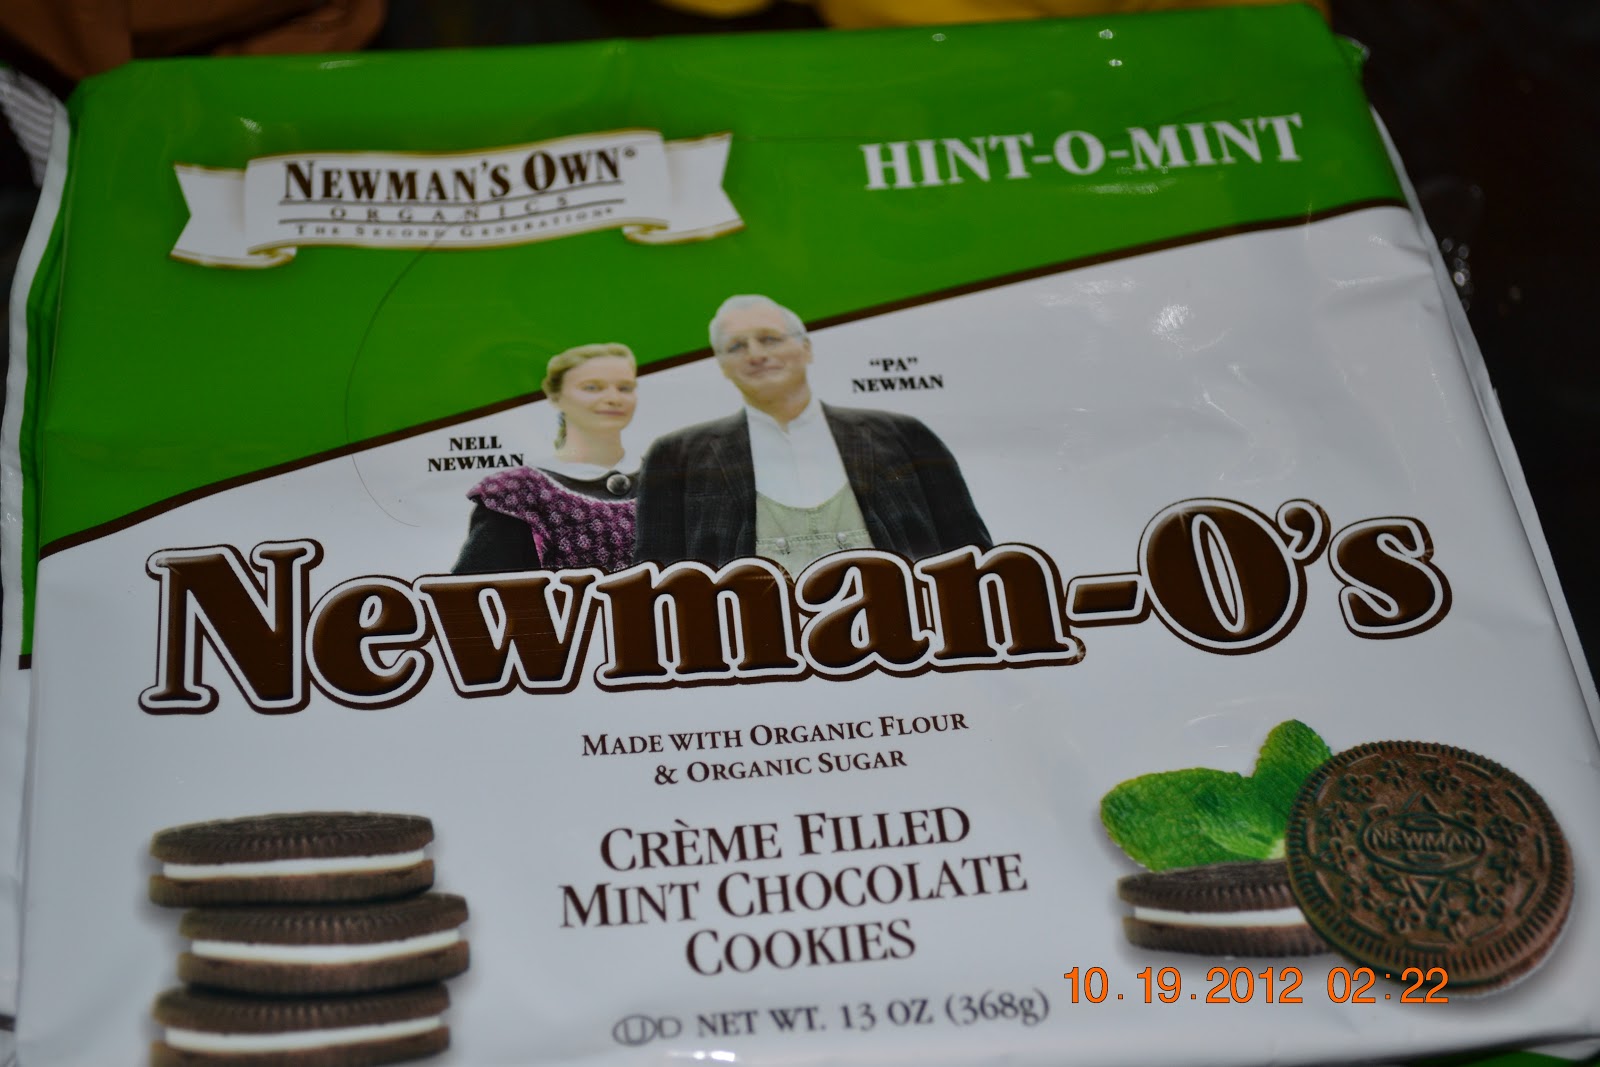 NEWMAN'S OWN®
ORGANICS
THE SECOND GENERATION®
HINT-O-MINT
"PA"
NEWMAN
NELL
NEWMAN
Newman-O's
MADE WITH ORGANIC FLOUR
& ORGANIC SUGAR
CRÈME FILLED
MINT CHOCOLATE
COOKIES
NEWMAN
UD NET WT. 13 OZ (368g)
10.19.2012 02:22